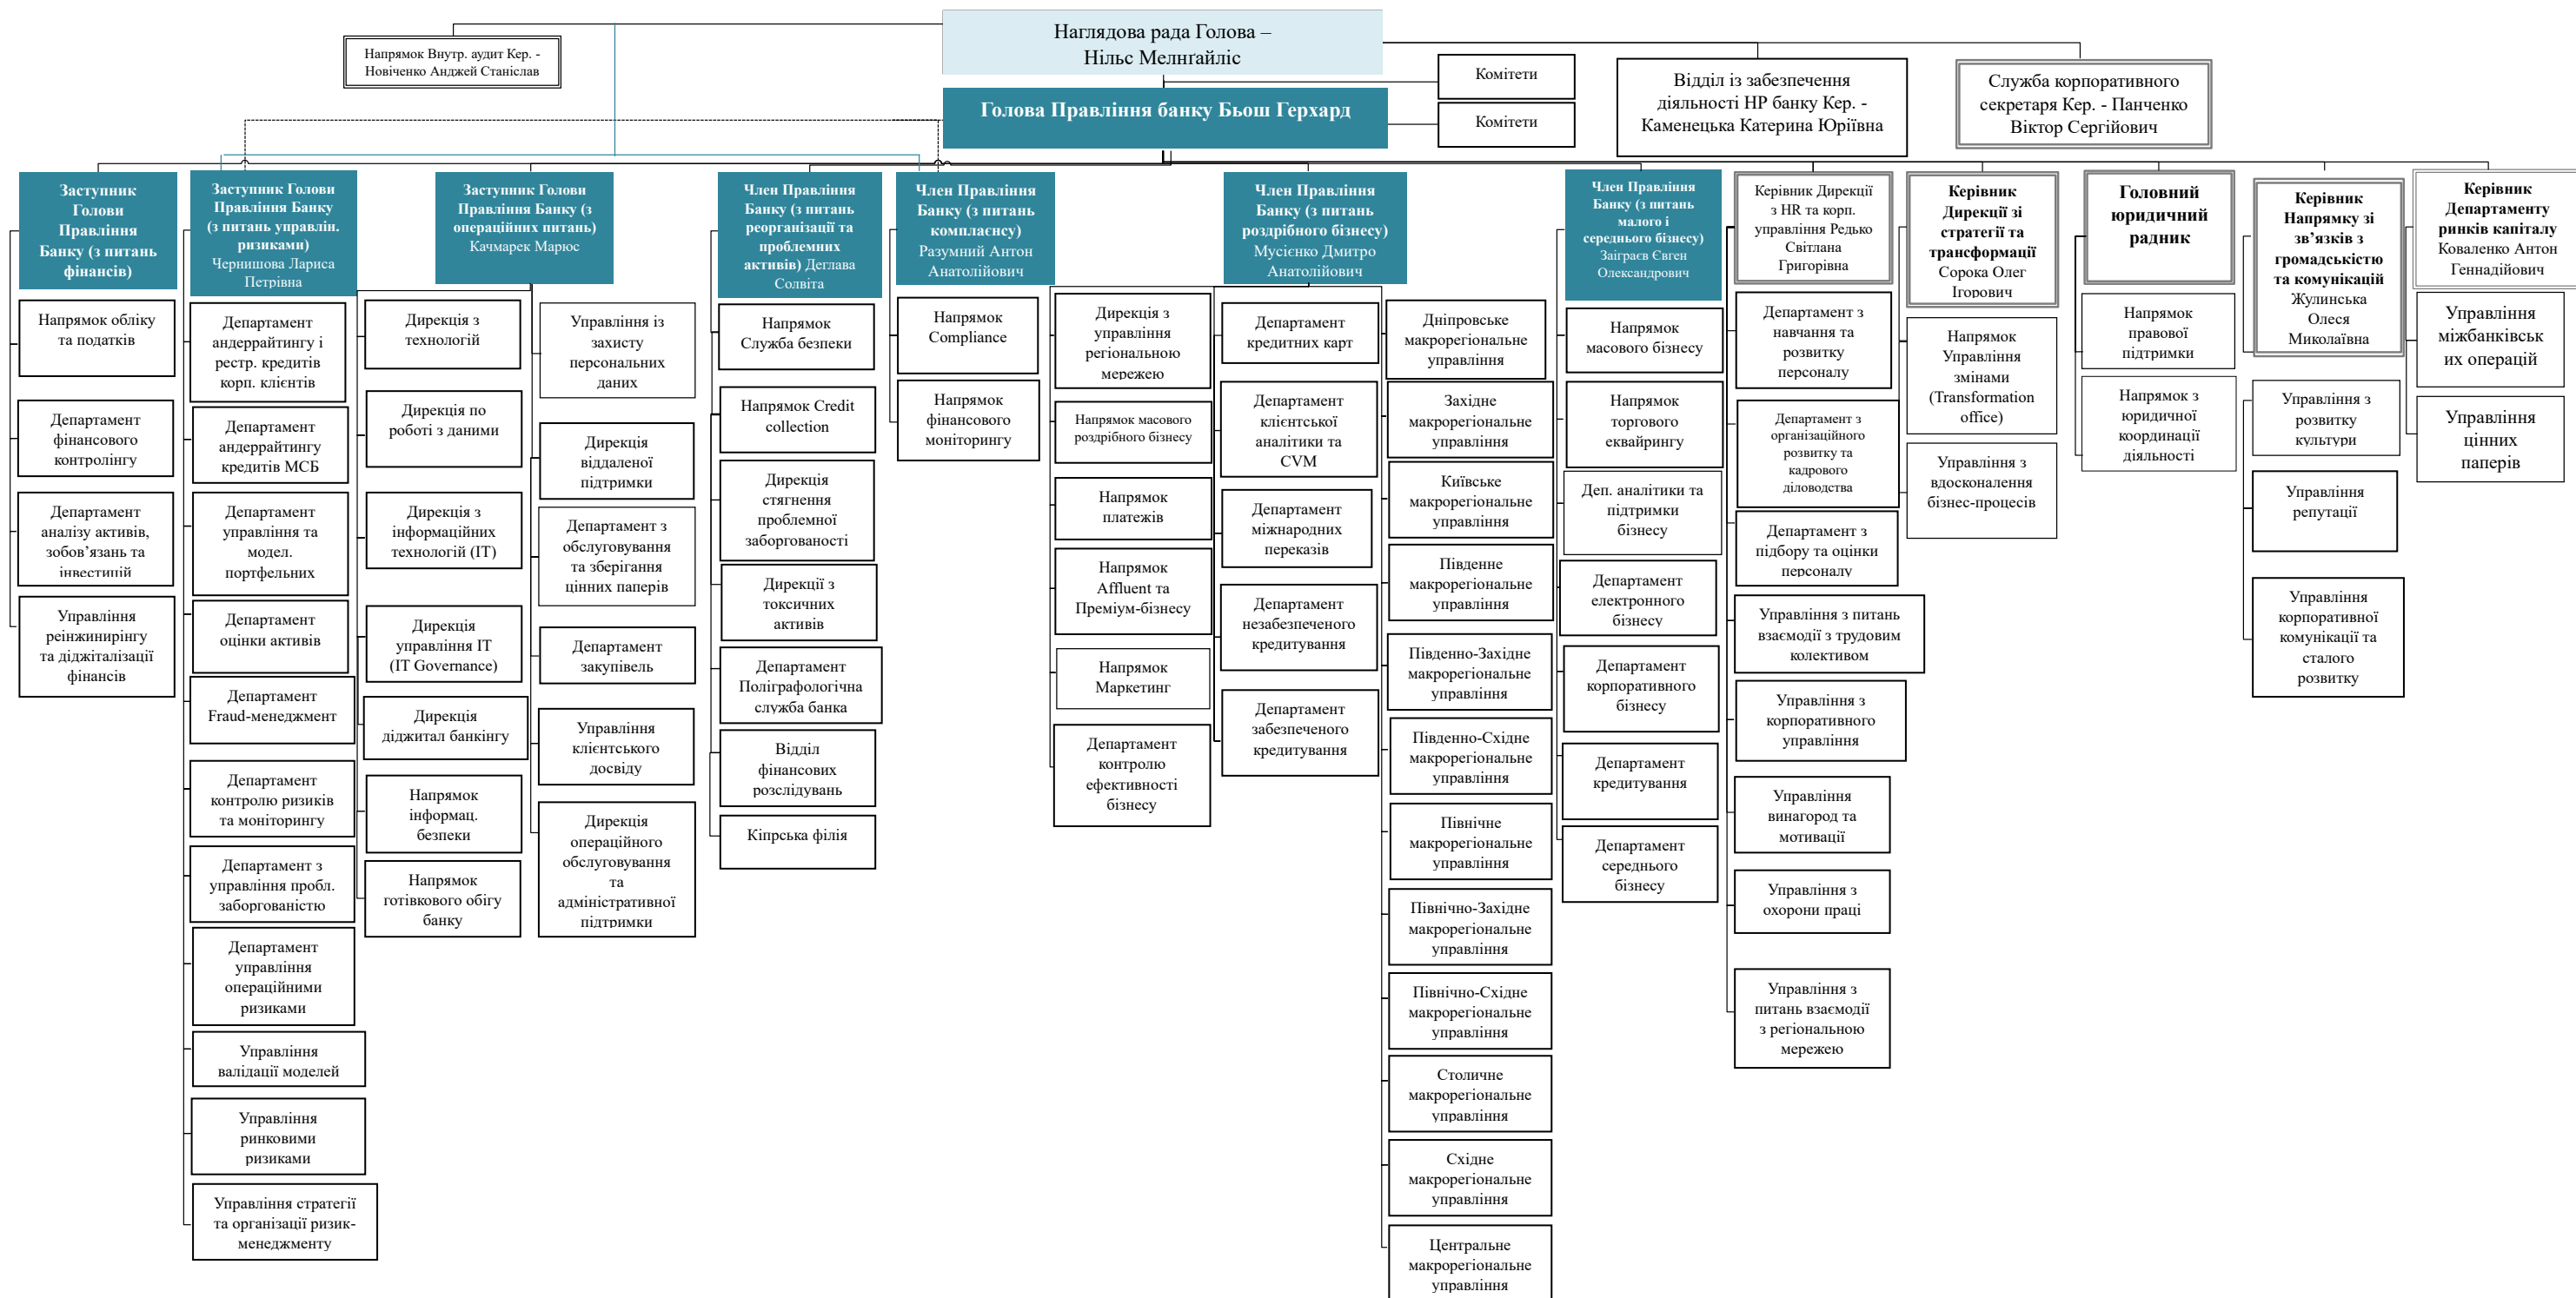 Наглядова рада Голова –
Нільс Мелнґайліс
Напрямок Внутр. аудит Кер. -
Новіченко Анджей Станіслав
Комітети
Відділ із забезпечення
діяльності НР банку Кер. -
Каменецька Катерина Юріївна
Служба корпоративного
секретаря Кер. - Панченко
Віктор Сергійович
Голова Правління банку Бьош Герхард
Комітети
Заступник
Голови
Правління
Банку (з питань
фінансів)
Напрямок обліку
та податків
Департамент
фінансового
контролінгу
Департамент
аналізу активів,
зобов’язань та
інвестицій
Управління
реінжинірінгу
та діджіталізації
фінансів
Заступник Голови
Правління Банку
(з питань управлін.
ризиками)
Чернишова Лариса
Петрівна
Департамент
андеррайтингу і
рестр. кредитів
корп. клієнтів
Департамент
андеррайтингу
кредитів МСБ
Департамент
управління та
модел.
портфельних
Департамент
оцінки активів
Департамент
Fraud-менеджмент
Департамент
контролю ризиків
та моніторингу
Департамент з
управління пробл.
заборгованістю
Департамент
управління
операційними
ризиками
Управління
валідації моделей
Управління
ринковими
ризиками
Управління стратегії
та організації ризик-
менеджменту
Заступник Голови
Правління Банку (з
операційних питань)
Качмарек Марюс
Дирекція з
технологій
Дирекція по
роботі з даними
Дирекція з
інформаційних
технологій (ІТ)
Дирекція
управління ІТ
(IT Governance)
Дирекція
діджитал банкінгу
Напрямок
інформац.
безпеки
Напрямок
готівкового обігу
банку
Управління із
захисту
персональних
даних
Дирекція
віддаленої
підтримки
Департамент з
обслуговування
та зберігання
цінних паперів
Департамент
закупівель
Управління
клієнтського
досвіду
Дирекція
операційного
обслуговування
та
адміністративної
підтримки
Член Правління
Банку (з питань
реорганізації та
проблемних
активів) Деглава
Солвіта
Напрямок
Служба безпеки
Напрямок Credit
collection
Дирекція
стягнення
проблемної
заборгованості
Дирекції з
токсичних
активів
Департамент
Поліграфологічна
служба банка
Відділ
фінансових
розслідувань
Кіпрська філія
Член Правління
Банку (з питань
комплаєнсу)
Разумний Антон
Анатолійович
Напрямок
Compliance
Напрямок
фінансового
моніторингу
Член Правління
Банку (з питань
роздрібного бізнесу)
Мусієнко Дмитро
Анатолійович
Дирекція з
управління
регіональною
мережею
Напрямок масового
роздрібного бізнесу
Напрямок
платежів
Напрямок
Affluent та
Преміум-бізнесу
Напрямок
Маркетинг
Департамент
контролю
ефективності
бізнесу
Департамент
кредитних карт
Департамент
клієнтської
аналітики та
CVM
Департамент
міжнародних
переказів
Департамент
незабезпеченого
кредитування
Департамент
забезпеченого
кредитування
Дніпровське
макрорегіональне
управління
Західне
макрорегіональне
управління
Київське
макрорегіональне
управління
Південне
макрорегіональне
управління
Південно-Західне
макрорегіональне
управління
Південно-Східне
макрорегіональне
управління
Північне
макрорегіональне
управління
Північно-Західне
макрорегіональне
управління
Північно-Східне
макрорегіональне
управління
Столичне
макрорегіональне
управління
Східне
макрорегіональне
управління
Центральне
макрорегіональне
управління
Член Правління
Банку (з питань
малого і
середнього бізнесу)
Заіграєв Євген
Олександрович
Напрямок
масового бізнесу
Напрямок
торгового
еквайрингу
Деп. аналітики та
підтримки
бізнесу
Департамент
електронного
бізнесу
Департамент
корпоративного
бізнесу
Департамент
кредитування
Департамент
середнього
бізнесу
Керівник Дирекції
з HR та корп.
управління Редько
Світлана
Григорівна
Департамент з
навчання та
розвитку
персоналу
Департамент з
організаційного
розвитку та
кадрового
діловодства
Департамент з
підбору та оцінки
персоналу
Управління з питань
взаємодії з трудовим
колективом
Управління з
корпоративного
управління
Управління
винагород та
мотивації
Управління з
охорони праці
Управління з
питань взаємодії
з регіональною
мережею
Керівник
Дирекції зі
стратегії та
трансформації
Сорока Олег
Ігорович
Напрямок
Управління
змінами
(Transformation
office)
Управління з
вдосконалення
бізнес-процесів
Головний
юридичний
радник
Напрямок
правової
підтримки
Напрямок з
юридичної
координації
діяльності
Керівник
Напрямку зі
зв’язків з
громадськістю
та комунікацій
Жулинська
Олеся
Миколаївна
Управління з
розвитку
культури
Управління
репутації
Управління
корпоративної
комунікації та
сталого
розвитку
Керівник
Департаменту
ринків капіталу
Коваленко Антон
Геннадійович
Управління
міжбанківськ
их операцій
Управління
цінних
паперів